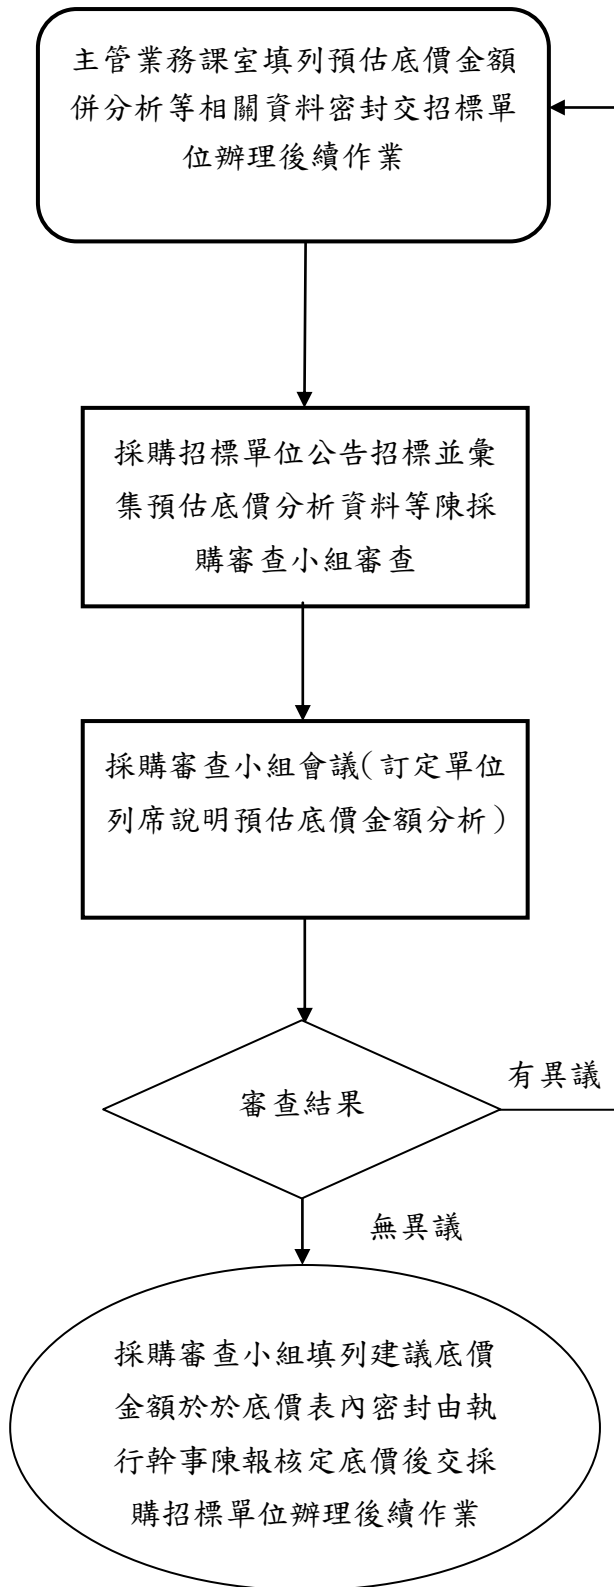 主管業務課室填列預估底價金額
併分析等相關資料密封交招標單
位辦理後續作業
採購招標單位公告招標並彙
集預估底價分析資料等陳採
購審查小組審查
採購審查小組會議(訂定單位
列席說明預估底價金額分析)
審查結果
有異議
無異議
採購審查小組填列建議底價
金額於於底價表內密封由執
行幹事陳報核定底價後交採
購招標單位辦理後續作業